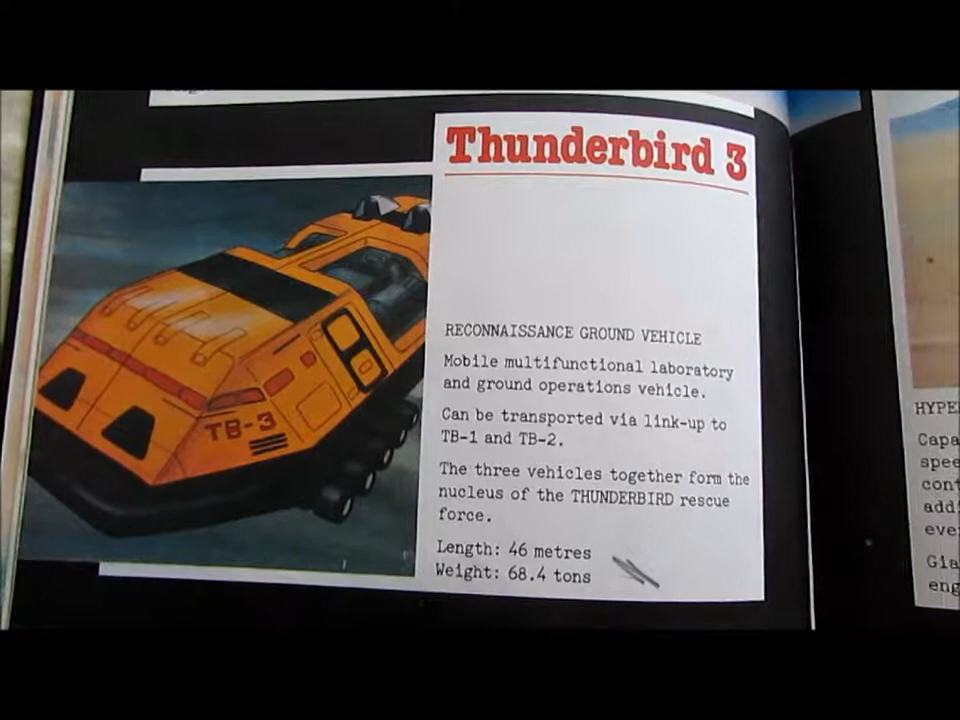 Thunderbird 3
TB-3
RECONNAISSANCE GROUND VEHICLE
Mobile multifunctional laboratory
and ground operations vehicle.
Can be transported via link-up to
TB-1 and TB-2.
The three vehicles together form the
nucleus of the THUNDERBIRD rescue
force.
Length: 46 metres
Weight: 68.4 tons
HYPE
Capa
spee
cont
addi
eve
Gia
eng